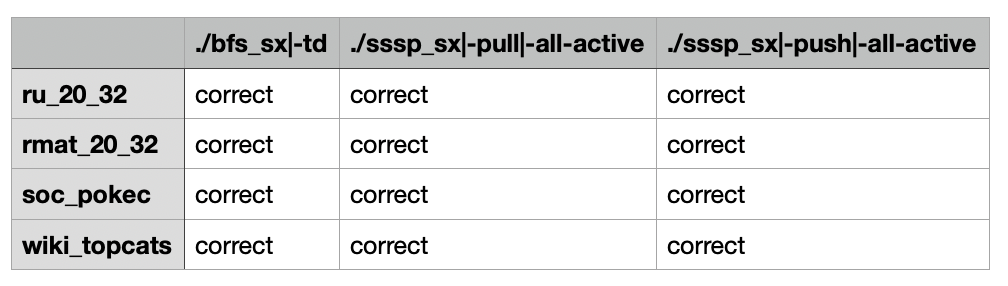 ./bfs_sx|-td ./sssp_sx|-pull|-all-active ./sssp_sx|-push|-all-active
ru_20_32 correct correct correct
rmat_20_32 correct correct correct
soc_pokec correct correct correct
wiki_topcats correct correct correct